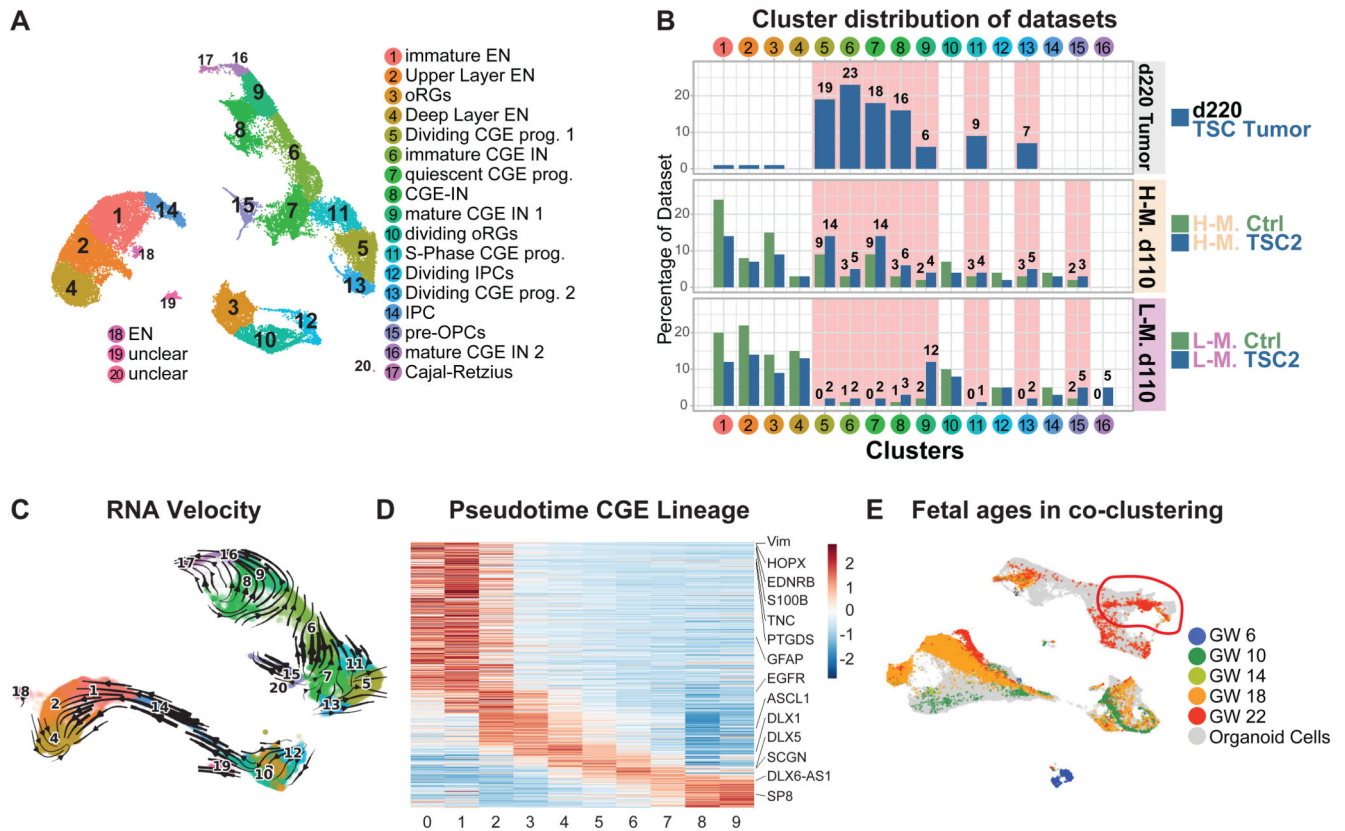 A
17
16
9
8
6
15
7
11
5
13
1
14
2
18
4
19
3
12
10
20
1 immature EN
2 Upper Layer EN
3 oRGs
4 Deep Layer EN
5 Dividing CGE prog. 1
6 immature CGE IN
7 quiescent CGE prog.
8 CGE-IN
9 mature CGE IN 1
10 dividing oRGs
11 S-Phase CGE prog.
12 Dividing IPCs
13 Dividing CGE prog. 2
14 IPC
15 pre-OPCs
16 mature CGE IN 2
17 Cajal-Retzius
18 EN
19 unclear
20 unclear
B
Cluster distribution of datasets
1 2 3 4 5 6 7 8 9 10 11 12 13 14 15 16
Percentage of Dataset
20
10
0
19 23 18 16 6 9 7
d220 Tumor
d220
TSC Tumor
20
10
0
9 14 3 5 9 14 3 6 2 4 3 4 3 5 2 3
H-M. d110
H-M. Ctrl
H-M. TSC2
20
10
0
0 2 1 2 0 2 1 3 2 12 0 1 0 2 2 5 0 5
L-M. d110
L-M. Ctrl
L-M. TSC2
1 2 3 4 5 6 7 8 9 10 11 12 13 14 15 16
Clusters
C
RNA Velocity
17
16
8
9
6
15
20
7
11
5
13
18
1
2
4
14
19
10
12
D
Pseudotime CGE Lineage
Vim
HOPX
EDNRB
S100B
TNC
PTGDS
GFAP
EGFR
ASCL1
DLX1
DLX5
SCGN
DLX6-AS1
SP8
2
1
0
-1
-2
0 1 2 3 4 5 6 7 8 9
E
Fetal ages in co-clustering
GW 6
GW 10
GW 14
GW 18
GW 22
Organoid Cells